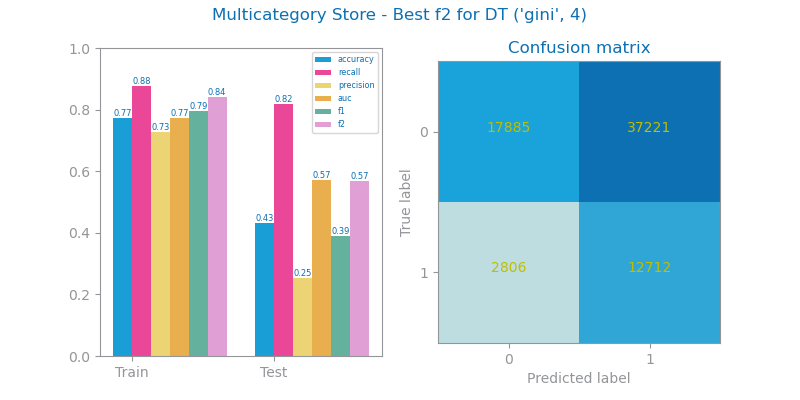 Multicategory Store - Best f2 for DT ('gini', 4)
1.0
0.8
0.6
0.4
0.2
0.0
0.77
0.88
0.73
0.77
0.79
0.84
0.43
0.82
0.25
0.57
0.39
0.57
accuracy
recall
precision
auc
f1
f2
Train
Test
Confusion matrix
True label
0
1
17885
37221
2806
12712
0
1
Predicted label